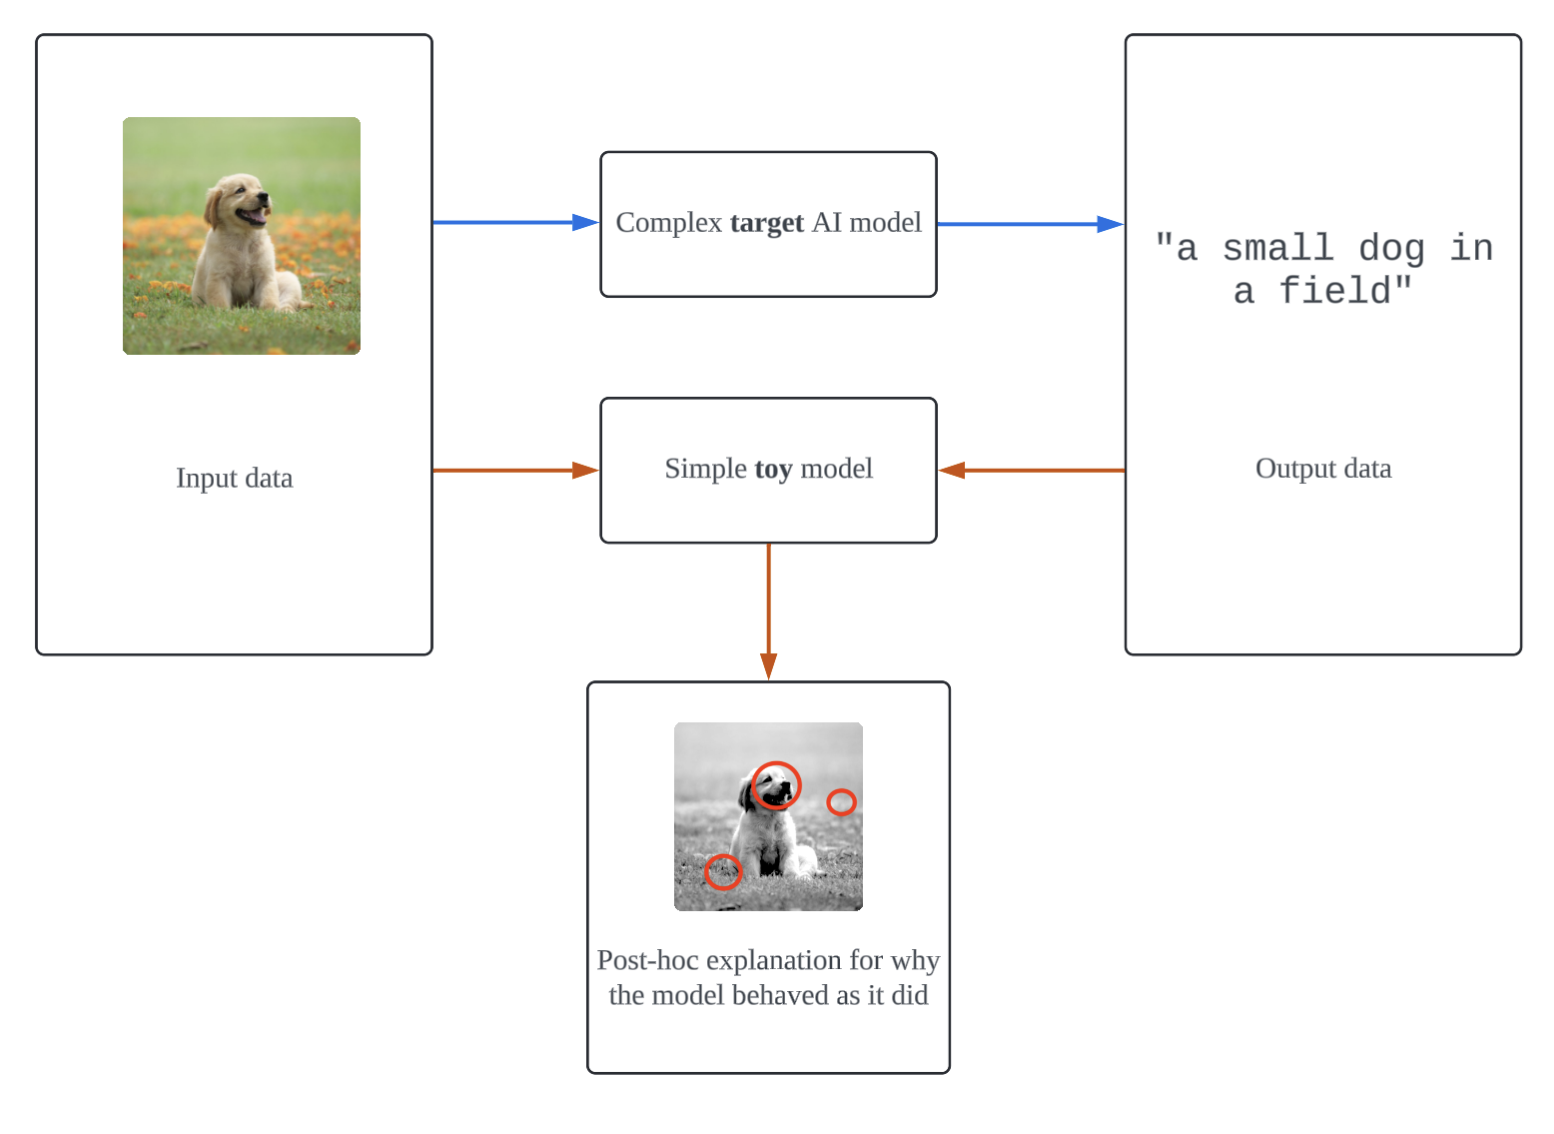 Complex target AI model
"a small dog in
a field"
Input data
Simple toy model
Output data
Post-hoc explanation for why
the model behaved as it did